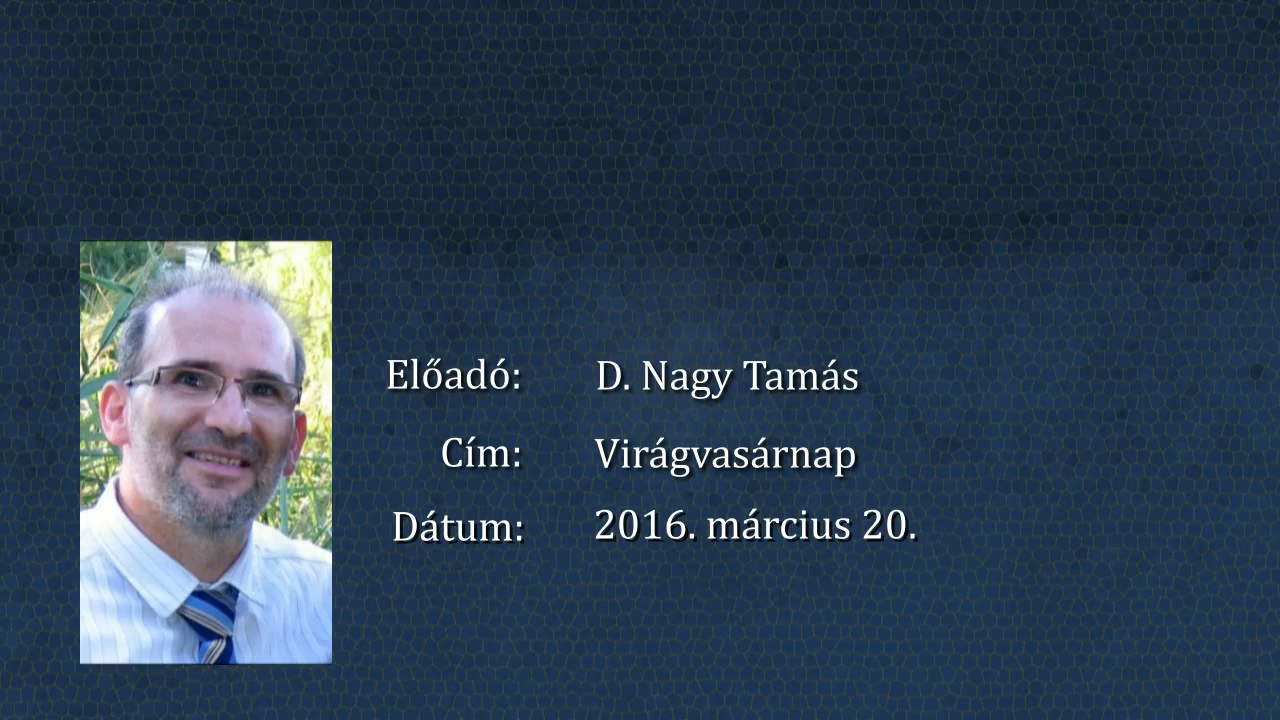 Előadó: D. Nagy Tamás
Cím: Virágvasárnap
Dátum: 2016. március 20.